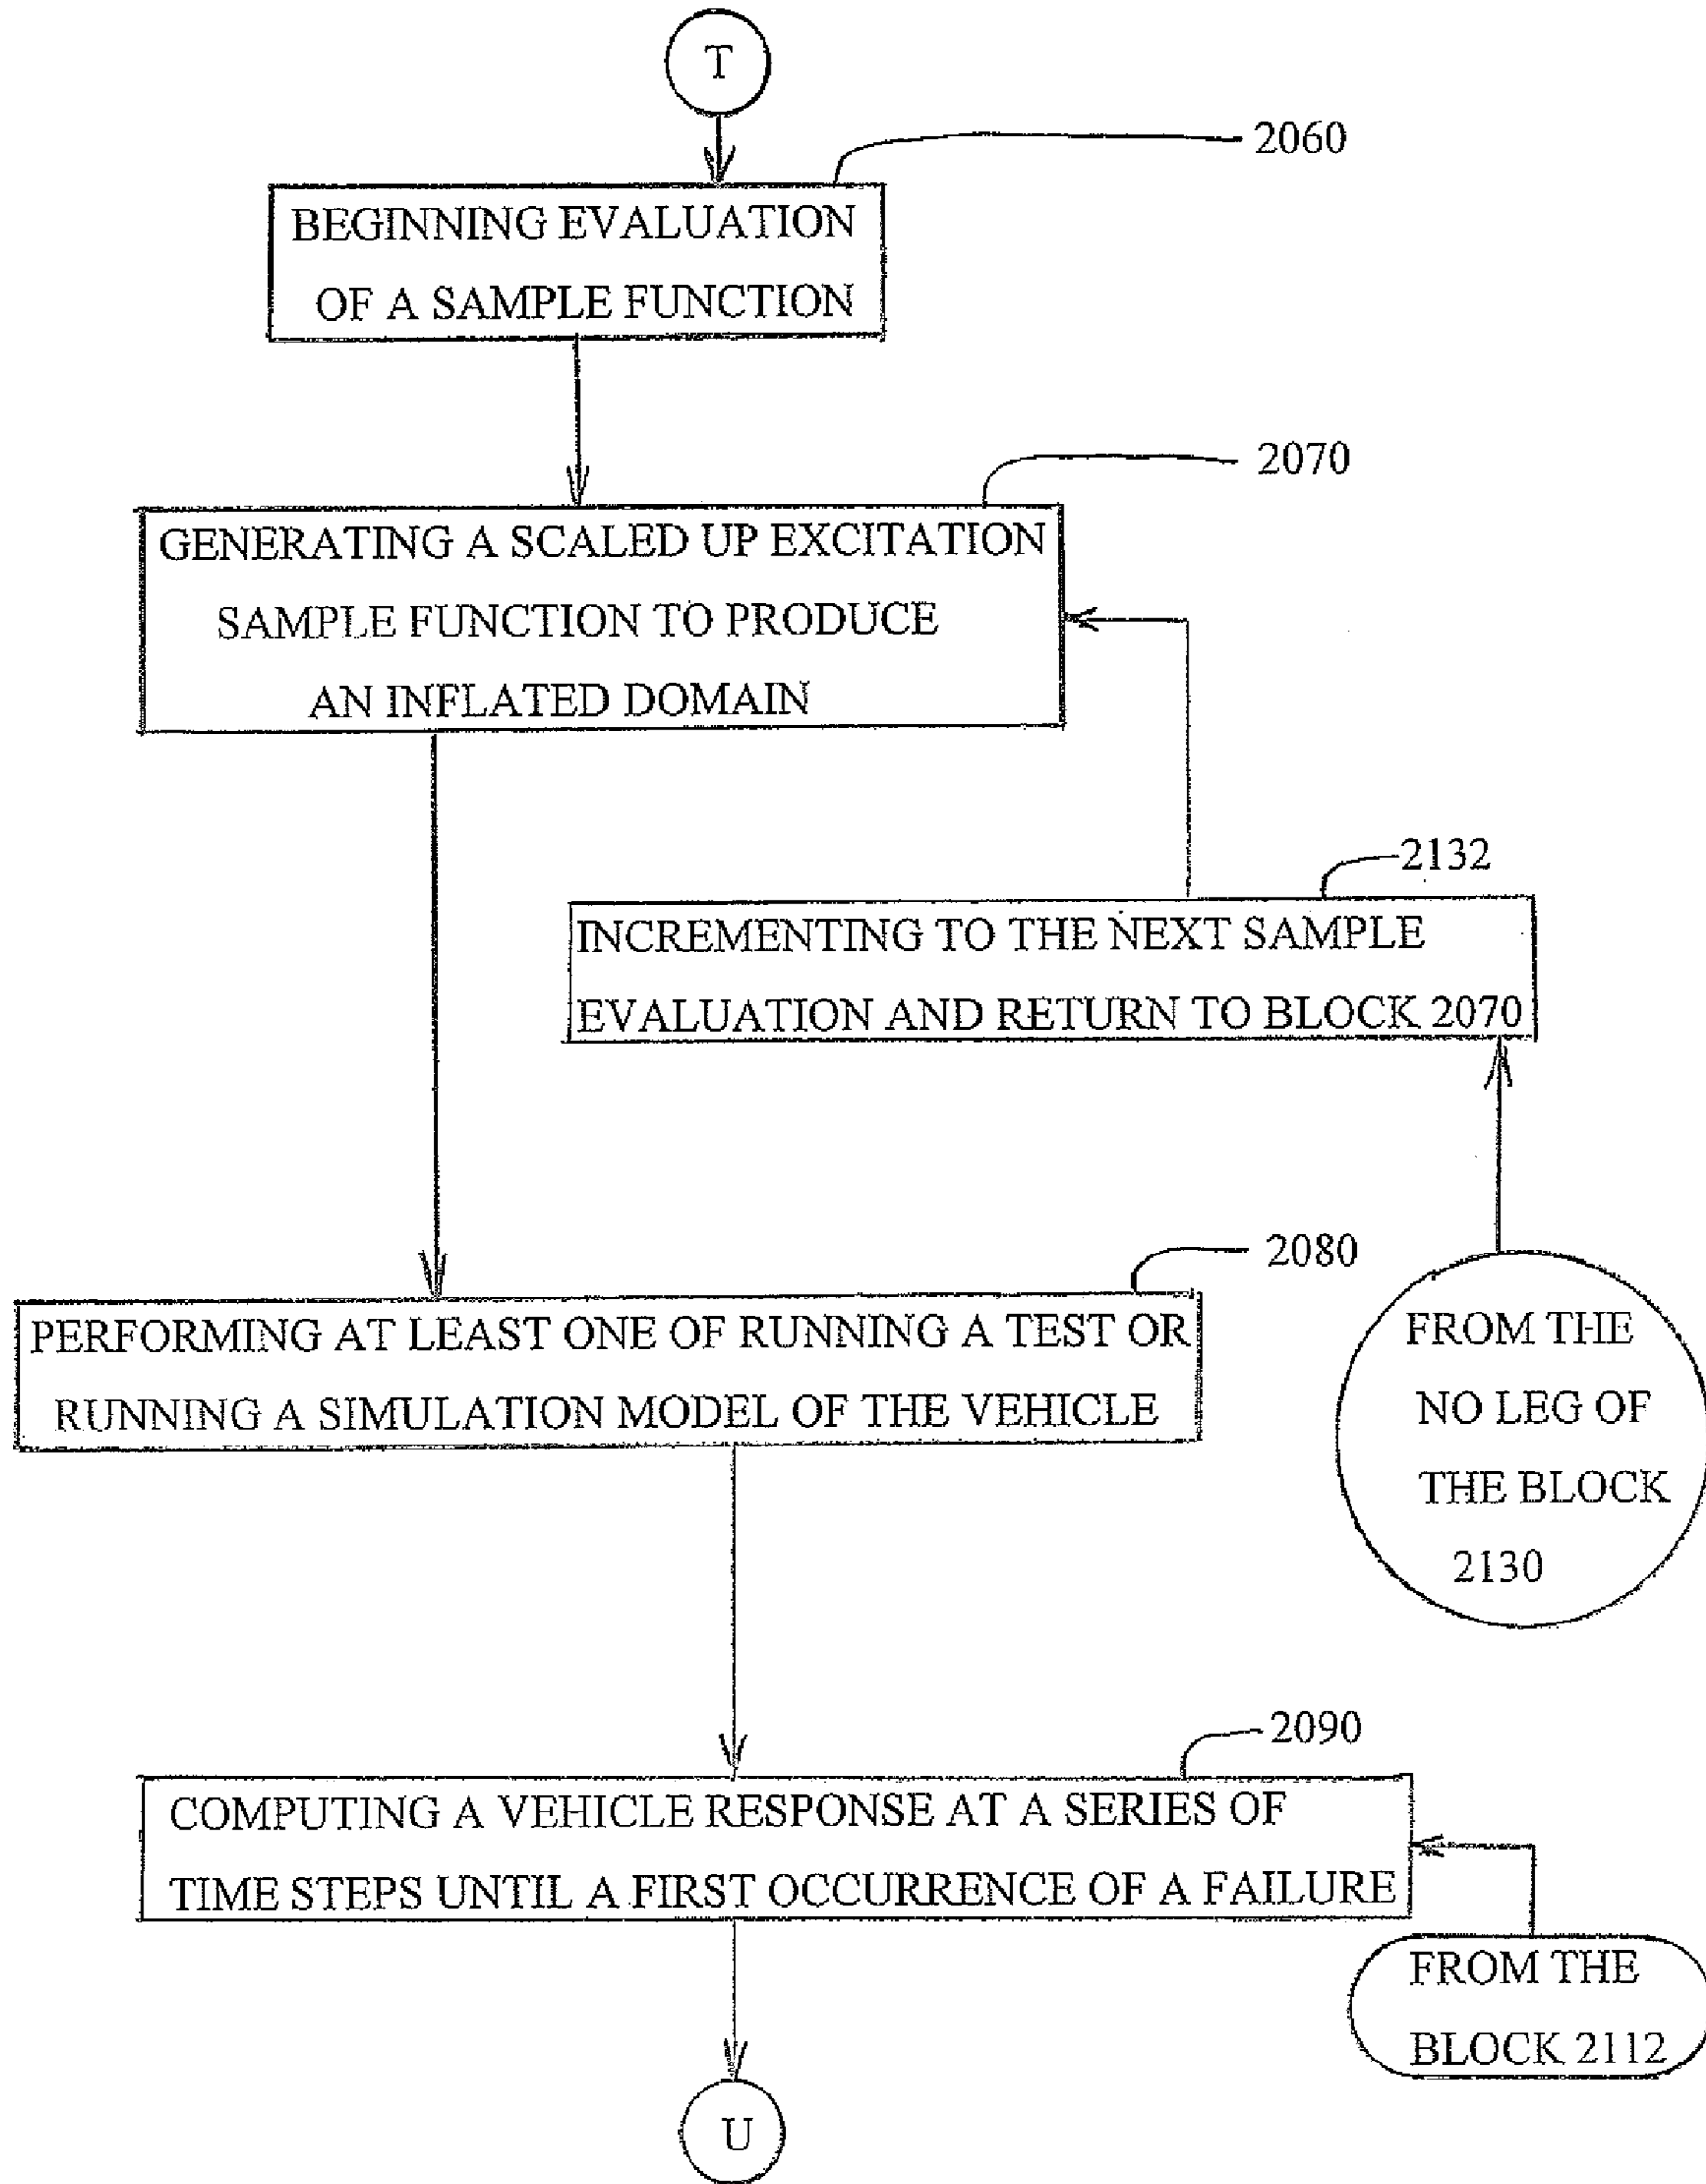 T
2060
BEGINNING EVALUATION
OF A SAMPLE FUNCTION
2070
GENERATING A SCALED UP EXCITATION
SAMPLE FUNCTION TO PRODUCE
AN INFLATED DOMAIN
2132
INCREMENTING TO THE NEXT SAMPLE
EVALUATION AND RETURN TO BLOCK 2070
2080
PERFORMING AT LEAST ONE OF RUNNING A TEST OR
RUNNING A SIMULATION MODEL OF THE VEHICLE
FROM THE
NO LEG OF
THE BLOCK
2130
2090
COMPUTING A VEHICLE RESPONSE AT A SERIES OF
TIME STEPS UNTIL A FIRST OCCURRENCE OF A FAILURE
FROM THE
BLOCK 2112
U